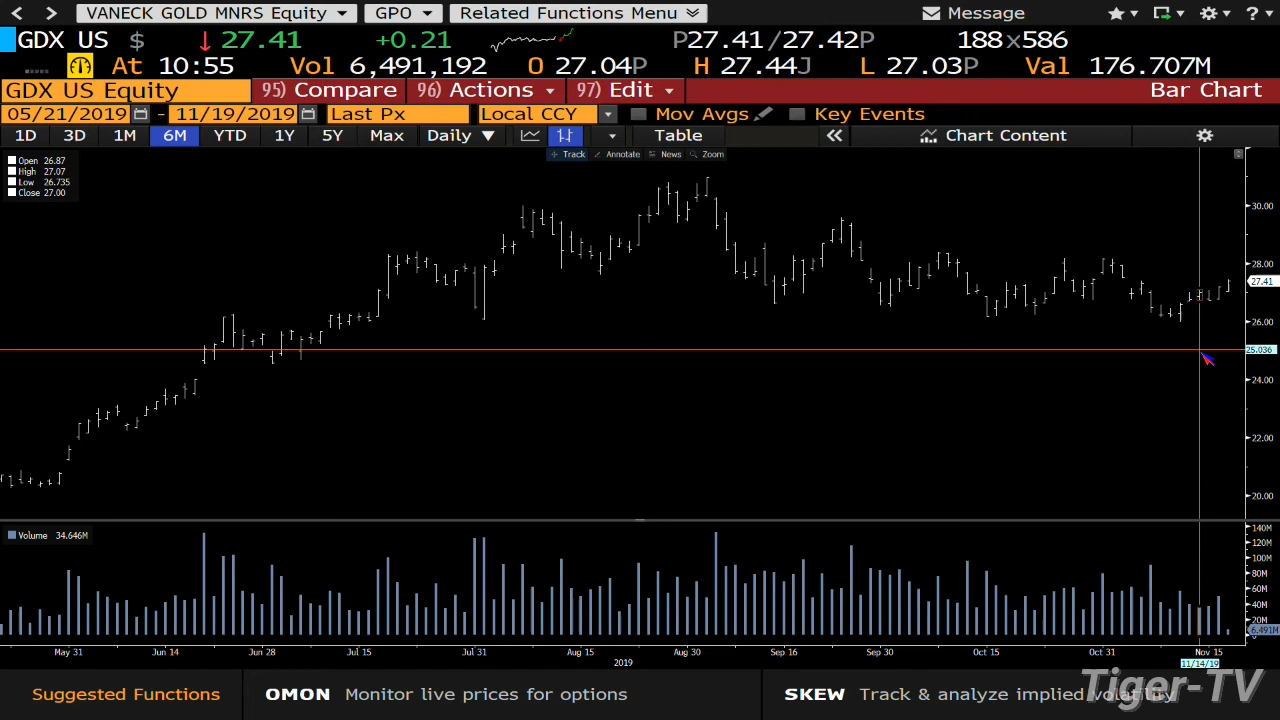 VANECK GOLD MNRS Equity GPO Related Functions Menu Message ?
GDX US $ ↓ 27.41 +0.21 P27.41/27.42P 188x586
At 10:55 Vol 6,491,192 O 27.04P H 27.44J L 27.03P Val 176.707M
GDX US Equity 95) Compare 96) Actions 97) Edit Bar Chart
05/21/2019 - 11/19/2019 Last Px Local CCY Mov Avgs Key Events
1D 3D 1M 6M YTD 1Y 5Y Max Daily ▼ Table « Chart Content
Track Annotate News Zoom
Open 26.87
High 27.07
Low 26.735
Close 27.00
30.00
28.00
27.41
26.00
25.036
24.00
22.00
20.00
Volume 34.646M
140M
120M
100M
80M
60M
40M
20M
6.491M
May 31 Jun 14 Jun 28 Jul 15 Jul 31 Aug 15 Aug 30 Sep 16 Sep 30 Oct 15 Oct 31 Nov 15
2019 11/14/19
Suggested Functions OMON Monitor live prices for options SKEW Track & analyze implied volatility
Tiger-TV